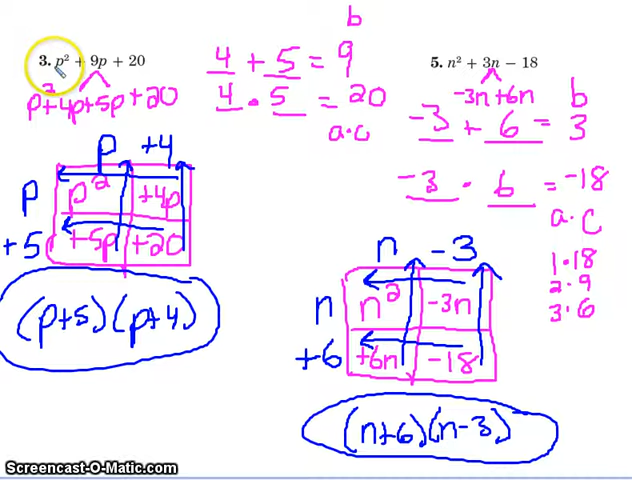 3. p² + 9p + 20
p²+4p+5p+20
b
4 + 5 = 9
4 · 5 = 20
a·c
p +4
p p² +4p
+5 +5p +20
(p+5)(p+4)
5. n² + 3n − 18
-3n+6n
b
-3 + 6 = 3
-3 · 6 = -18
a·c
1·18
2·9
3·6
n -3
n n² -3n
+6 +6n -18
(n+6)(n-3)
Screencast-O-Matic.com